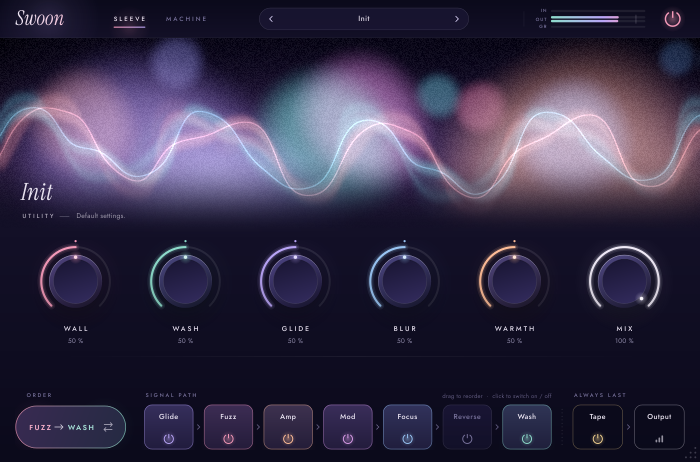 Swoon
SLEEVE MACHINE
Init
IN
OUT
GR
Init
UTILITY — Default settings.
WALL WASH GLIDE BLUR WARMTH MIX
50 % 50 % 50 % 50 % 50 % 100 %
ORDER SIGNAL PATH drag to reorder · click to switch on / off ALWAYS LAST
FUZZ → WASH
Glide Fuzz Amp Mod Focus Reverse Wash Tape Output